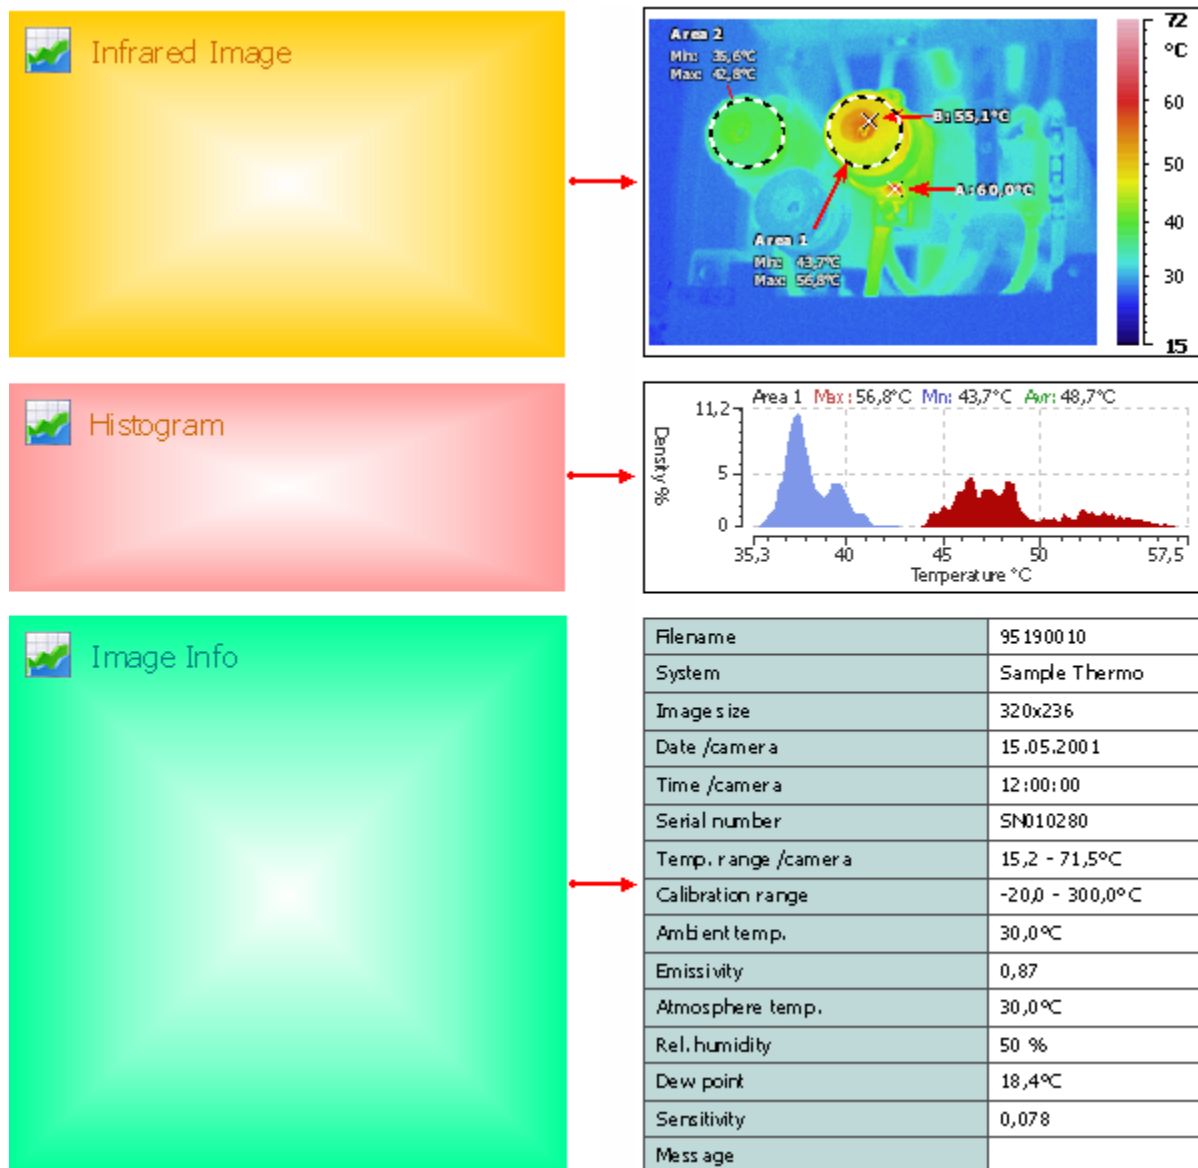 Infrared Image
Area 2
Min: 35,6°C
Max: 42,8°C
B: 55,1°C
A: 60,0°C
Area 1
Min: 43,7°C
Max: 56,8°C
72
°C
60
50
40
30
15
Histogram
Area 1 Max: 56,8°C Min: 43,7°C Avr: 48,7°C
Density %
11,2
5
0
35,3 40 45 50 57,5
Temperature °C
Image Info
Filename 95190010
System Sample Thermo
Image size 320x236
Date /camera 15.05.2001
Time /camera 12:00:00
Serial number SN010280
Temp. range /camera 15,2 - 71,5°C
Calibration range -20,0 - 300,0°C
Ambient temp. 30,0°C
Emissivity 0,87
Atmosphere temp. 30,0°C
Rel. humidity 50 %
Dew point 18,4°C
Sensitivity 0,078
Message